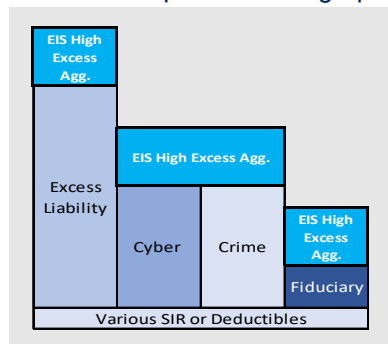 EIS High
Excess
Agg.
EIS High Excess Agg.
Excess
Liability
Cyber
Crime
EIS High
Excess
Agg.
Fiduciary
Various SIR or Deductibles